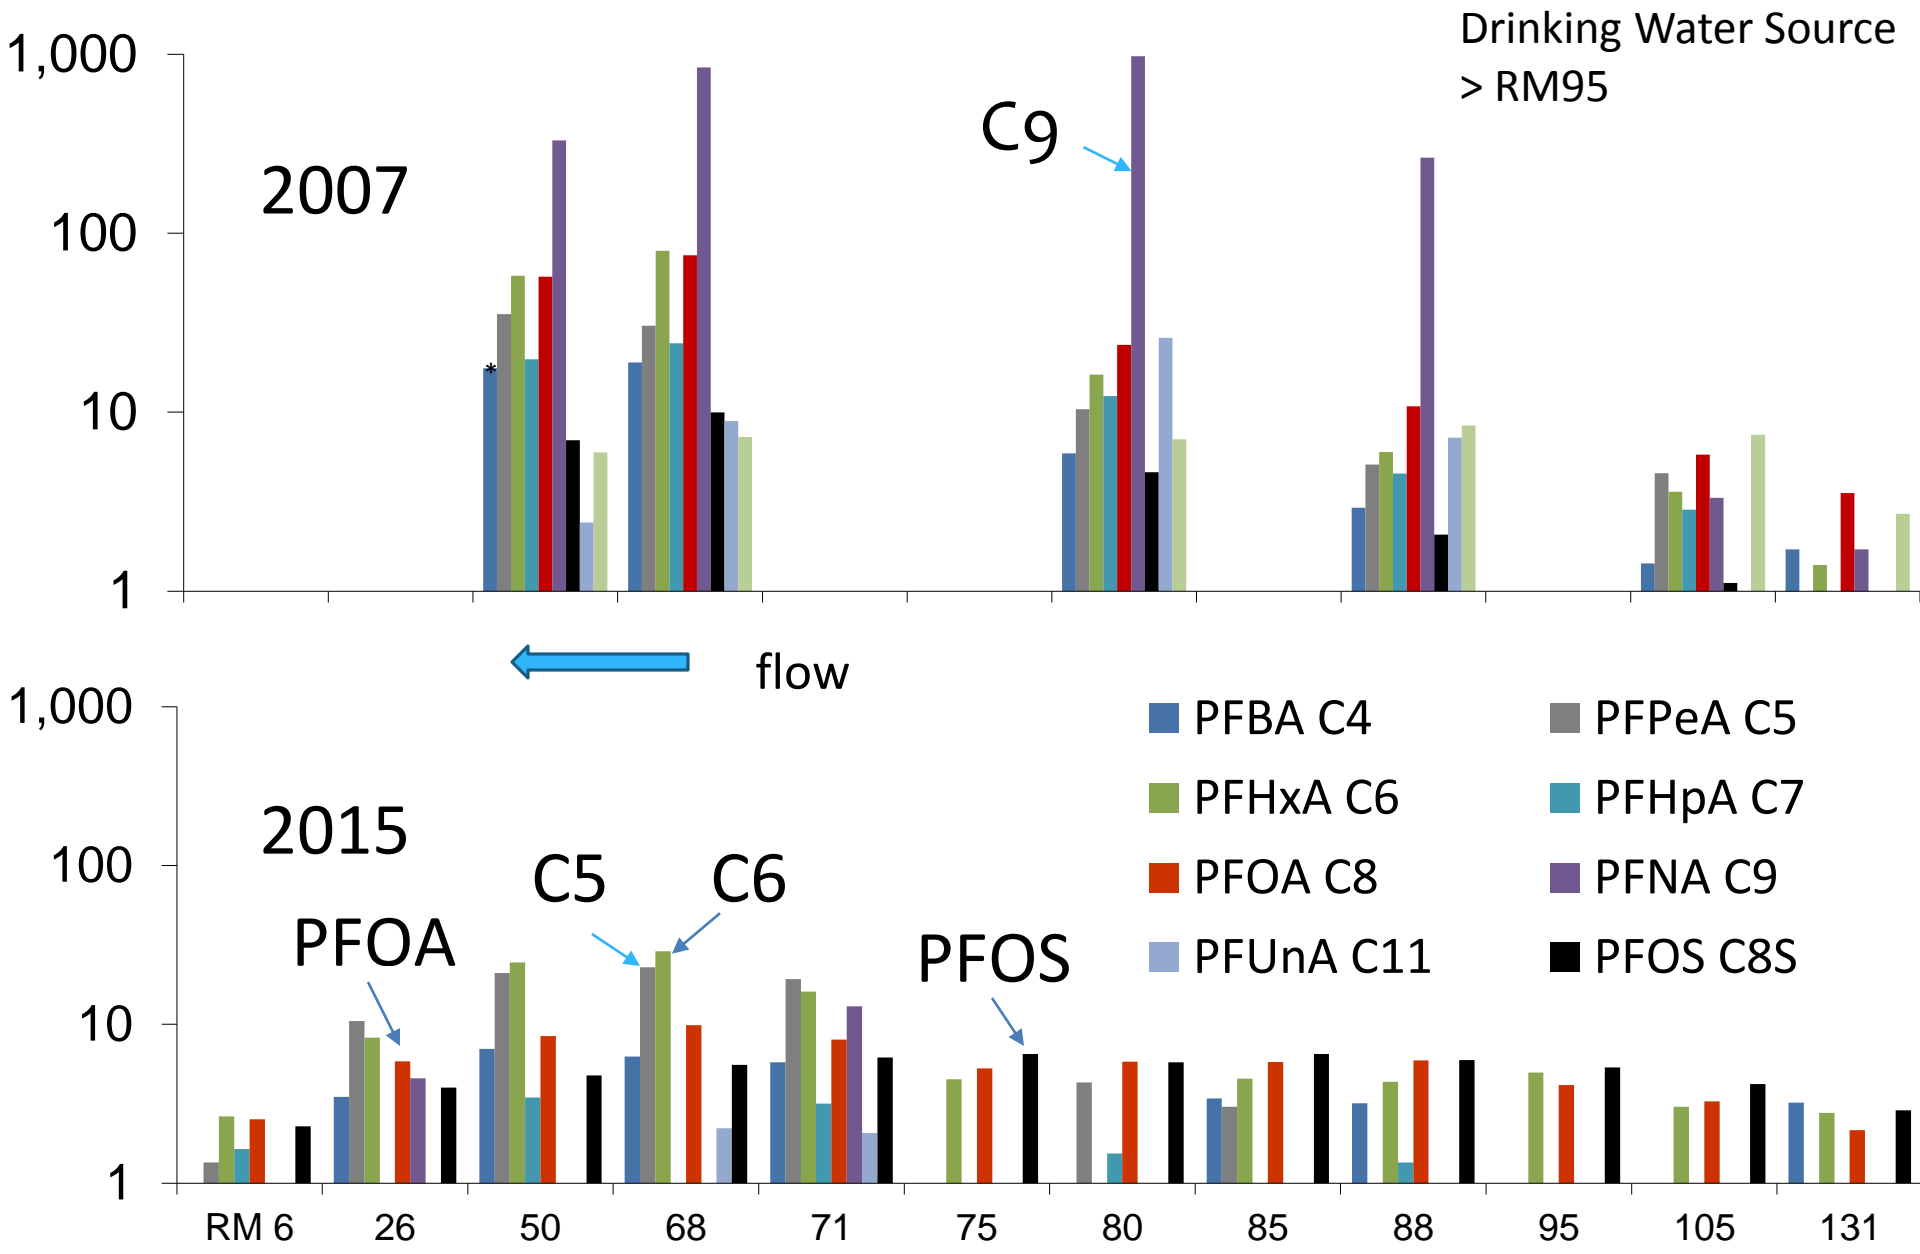 Drinking Water Source
> RM95
1,000
C9
2007
100
*
10
1
flow
1,000
PFBA C4
PFPeA C5
PFHxA C6
PFHpA C7
2015
100
C5
C6
PFOA C8
PFNA C9
PFOA
PFOS
PFUnA C11
PFOS C8S
10
1
RM 6
26
50
68
71
75
80
85
88
95
105
131